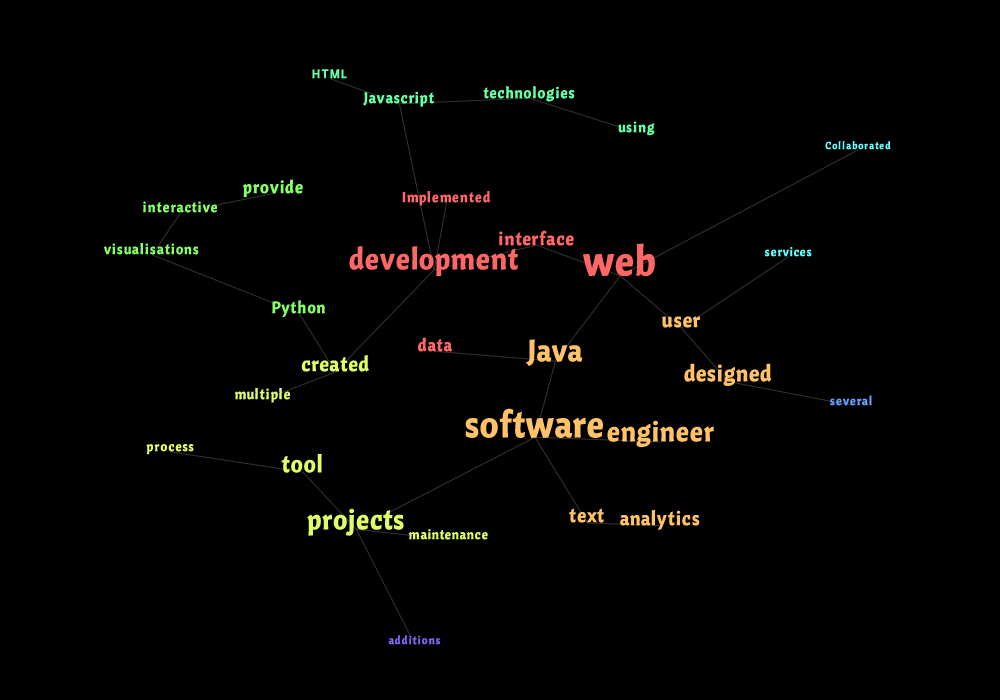 HTML
Javascript
technologies
using
Collaborated
provide
Implemented
interactive
interface
visualisations
development
web
services
Python
user
data
Java
created
designed
multiple
several
software
engineer
process
tool
text
analytics
projects
maintenance
additions